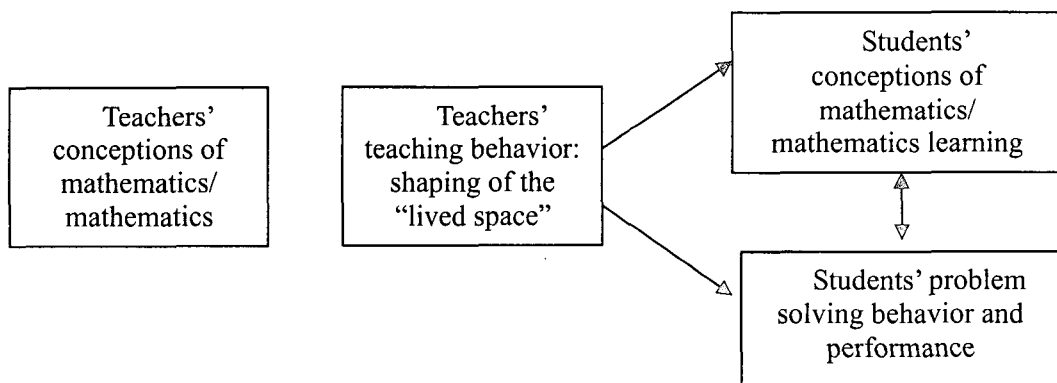 Teachers’
conceptions of
mathematics/
mathematics
Teachers’
teaching behavior:
shaping of the
“lived space”
Students’
conceptions of
mathematics/
mathematics learning
Students’ problem
solving behavior and
performance